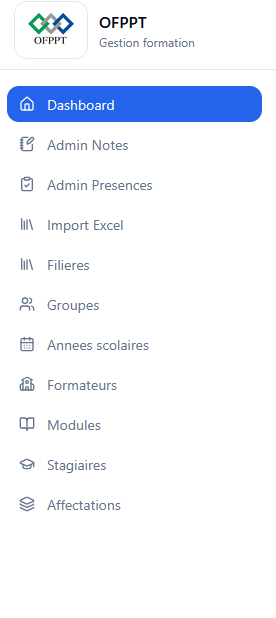 OFPPT
OFPPT
Gestion formation
Dashboard
Admin Notes
Admin Presences
Import Excel
Filieres
Groupes
Annees scolaires
Formateurs
Modules
Stagiaires
Affectations